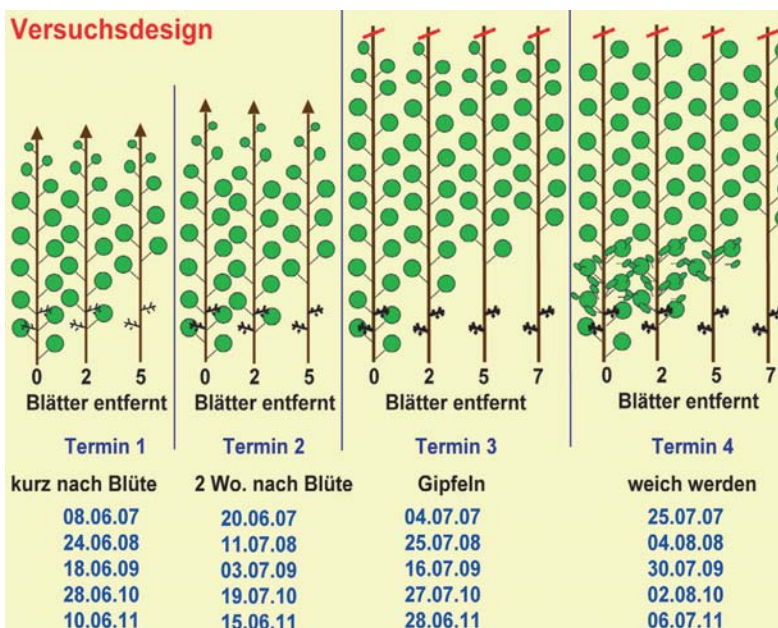 Versuchsdesign
0 2 5
Blätter entfernt
0 2 5
Blätter entfernt
0 2 5 7
Blätter entfernt
0 2 5 7
Blätter entfernt
Termin 1 Termin 2 Termin 3 Termin 4
kurz nach Blüte 2 Wo. nach Blüte Gipfeln weich werden
08.06.07 20.06.07 04.07.07 25.07.07
24.06.08 11.07.08 25.07.08 04.08.08
18.06.09 03.07.09 16.07.09 30.07.09
28.06.10 19.07.10 27.07.10 02.08.10
10.06.11 15.06.11 28.06.11 06.07.11